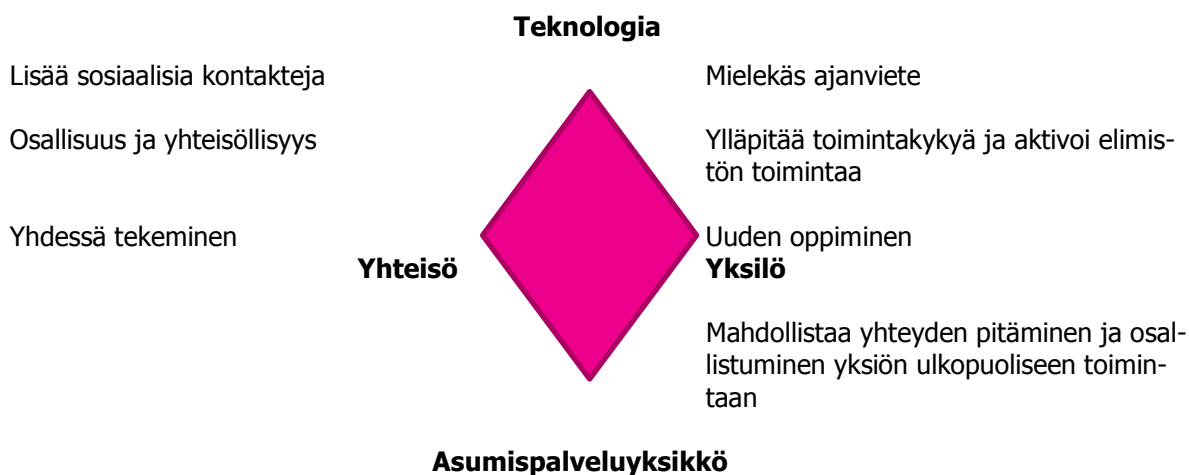 Teknologia
Lisää sosiaalisia kontakteja
Mielekäs ajanviete
Osallisuus ja yhteisöllisyys
Ylläpitää toimintakykyä ja aktivoi elimis-
tön toimintaa
Yhdessä tekeminen
Uuden oppiminen
Yhteisö
Yksilö
Mahdollistaa yhteyden pitäminen ja osal-
listuminen yksiön ulkopuoliseen toimin-
taan
Asumispalveluyksikkö